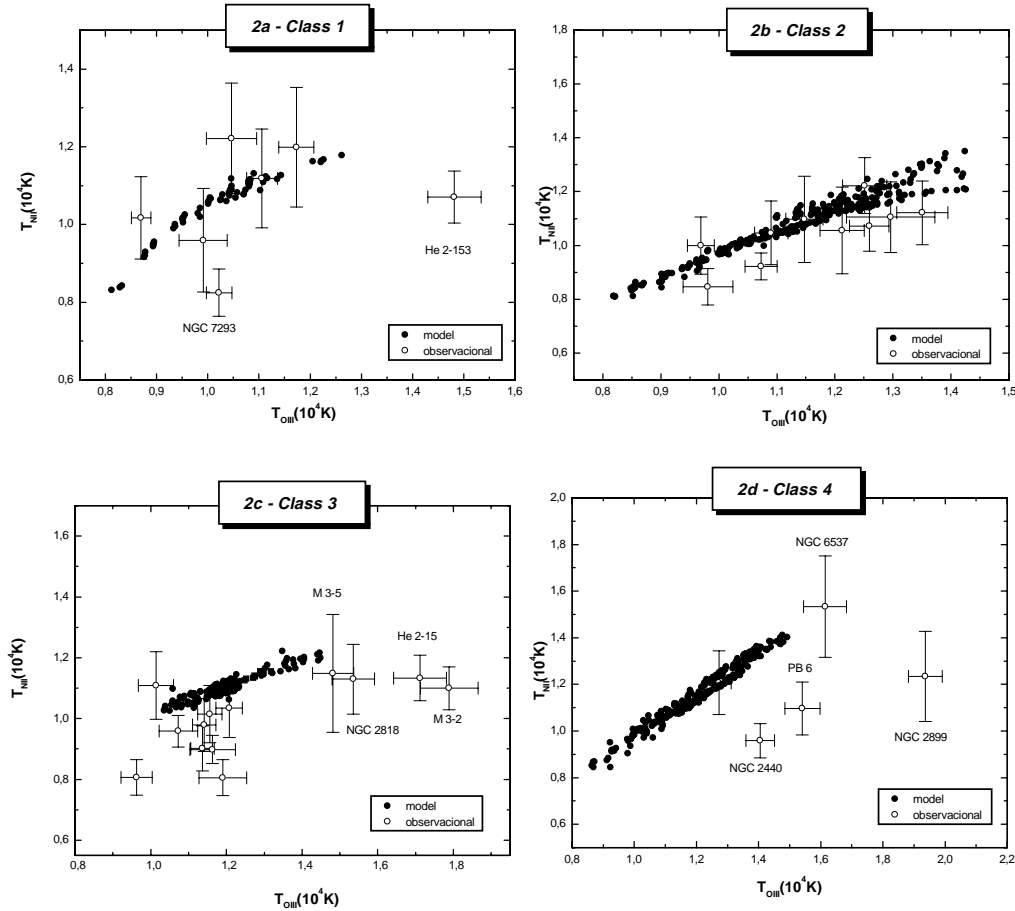 2a - Class 1
1,4
1,2
1,0
0,8
0,6
T_NII(10^4K)
He 2-153
NGC 7293
model
observacional
0,8 0,9 1,0 1,1 1,2 1,3 1,4 1,5 1,6
T_OIII(10^4K)
2b - Class 2
1,8
1,6
1,4
1,2
1,0
0,8
0,6
T_NII(10^4K)
model
observacional
0,8 0,9 1,0 1,1 1,2 1,3 1,4 1,5
T_OIII(10^4K)
2c - Class 3
1,6
1,4
1,2
1,0
0,8
0,6
T_NII(10^4K)
M 3-5
He 2-15
NGC 2818
M 3-2
model
observacional
1,0 1,2 1,4 1,6 1,8
T_OIII(10^4K)
2d - Class 4
2,0
1,8
1,6
1,4
1,2
1,0
0,8
0,6
T_NII(10^4K)
NGC 6537
PB 6
NGC 2899
NGC 2440
model
observacional
0,8 1,0 1,2 1,4 1,6 1,8 2,0 2,2
T_OIII(10^4K)